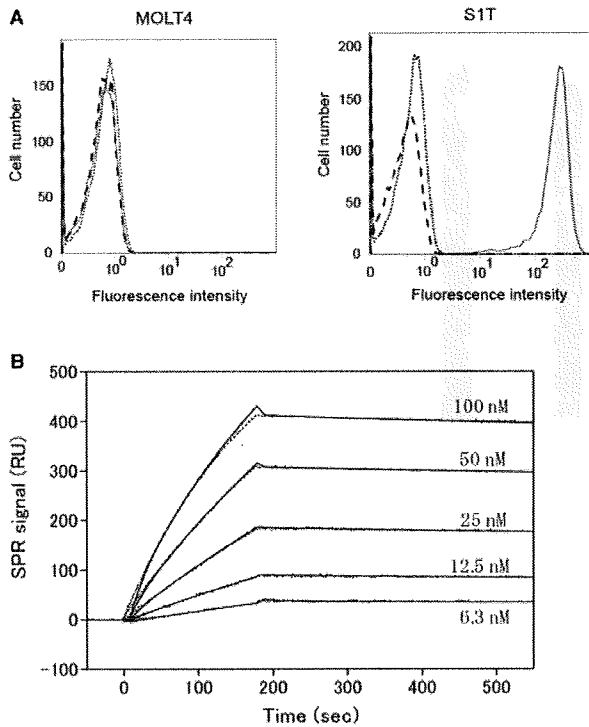 A
MOLT4
S1T
Cell number
150
100
50
0
0
10^0
10^1
10^2
Fluorescence intensity
Cell number
200
150
100
50
0
0
10^0
10^1
10^2
Fluorescence intensity
B
SPR signal (RU)
500
400
300
200
100
0
-100
100 nM
50 nM
25 nM
12.5 nM
6.3 nM
0
100
200
300
400
500
Time (sec)